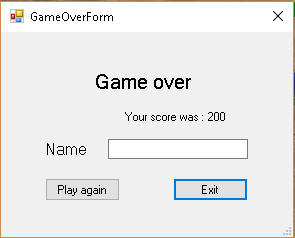 GameOverForm
Game over
Your score was : 200
Name
Play again Exit